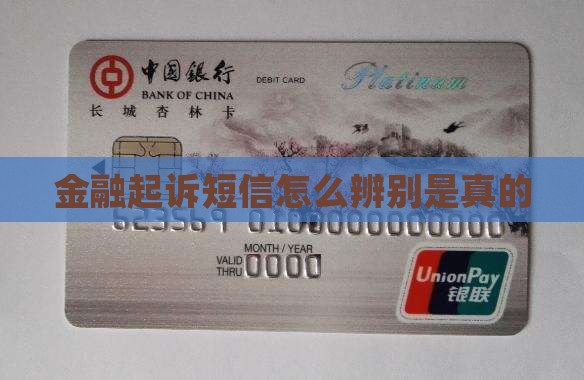 中国银行
BANK OF CHINA
DEBIT CARD
Platinum
长城杏林卡
金融起诉短信怎么辨别是真的
MONTH / YEAR
VALID THRU 0000
UnionPay
银联